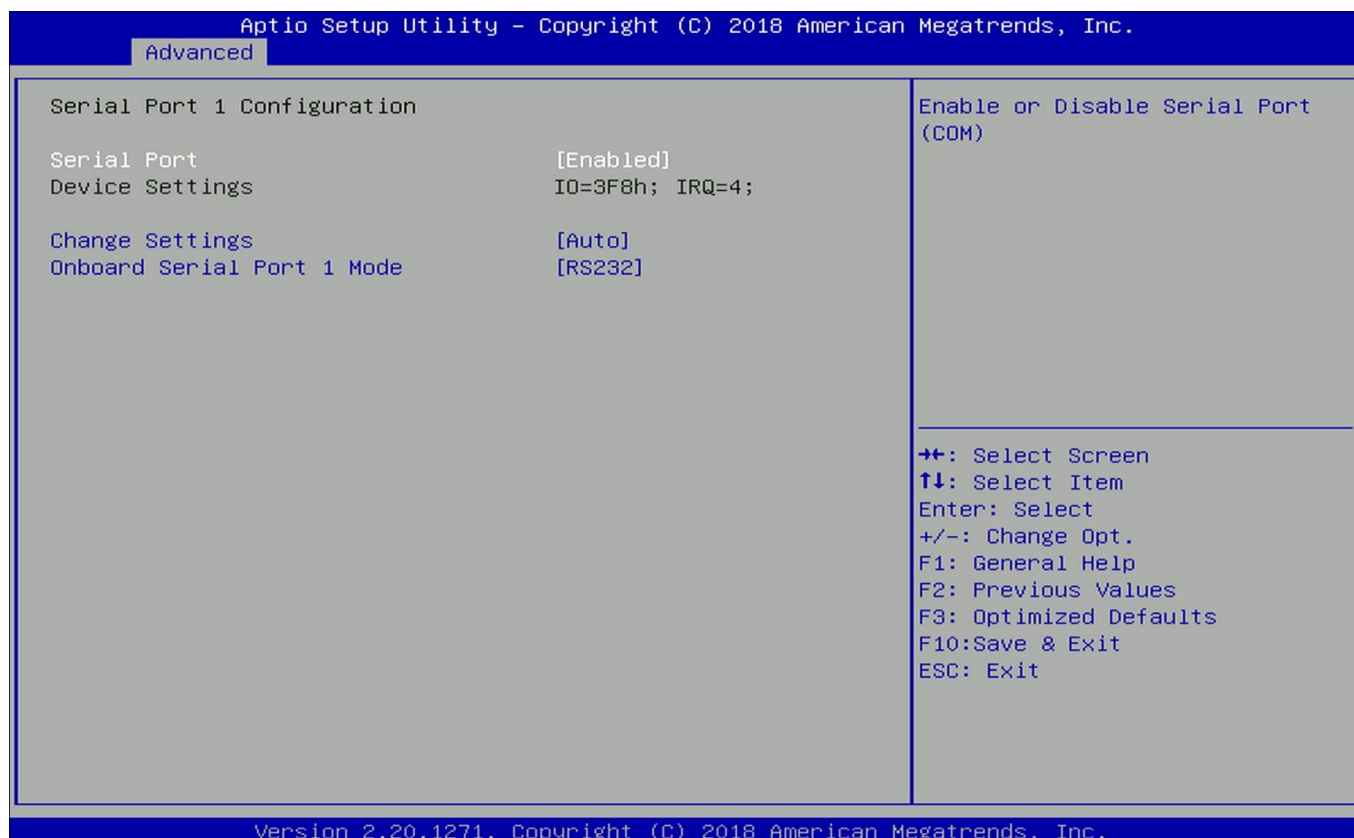 Aptio Setup Utility – Copyright (C) 2018 American Megatrends, Inc.
Advanced
Serial Port 1 Configuration
Serial Port [Enabled]
Device Settings IO=3F8h; IRQ=4;
Change Settings [Auto]
Onboard Serial Port 1 Mode [RS232]
Enable or Disable Serial Port
(COM)
→←: Select Screen
↑↓: Select Item
Enter: Select
+/-: Change Opt.
F1: General Help
F2: Previous Values
F3: Optimized Defaults
F10:Save & Exit
ESC: Exit
Version 2.20.1271. Copyright (C) 2018 American Megatrends, Inc.